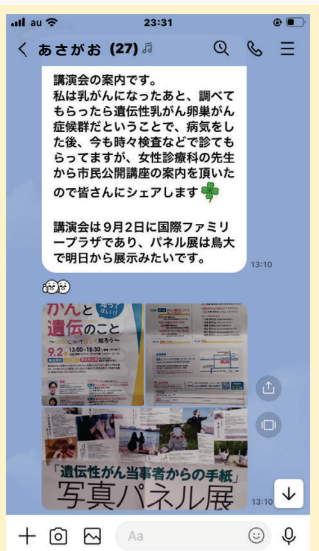 au
23:31
あさがお (27)
講演会の案内です。
私は乳がんになったあと、調べて
もらったら遺伝性乳がん卵巣がん
症候群だということで、病気をし
た後、今も時々検査などで診ても
らってますが、女性診療科の先生
から市民公開講座の案内を頂いた
ので皆さんにシェアします
講演会は9月2日に国際ファミリ
ープラザであり、パネル展は鳥大
で明日から展示みたいです。
13:10
がんと
遺伝のこと
9.2
13:00-16:30
「遺伝性がん当事者からの手紙」
写真パネル展
13:10
Aa